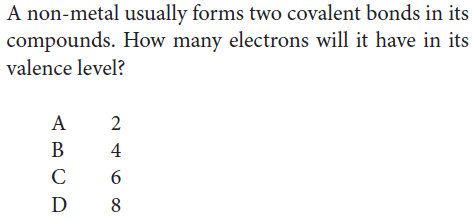 A non-metal usually forms two covalent bonds in its
compounds. How many electrons will it have in its
valence level?
A 2
B 4
C 6
D 8